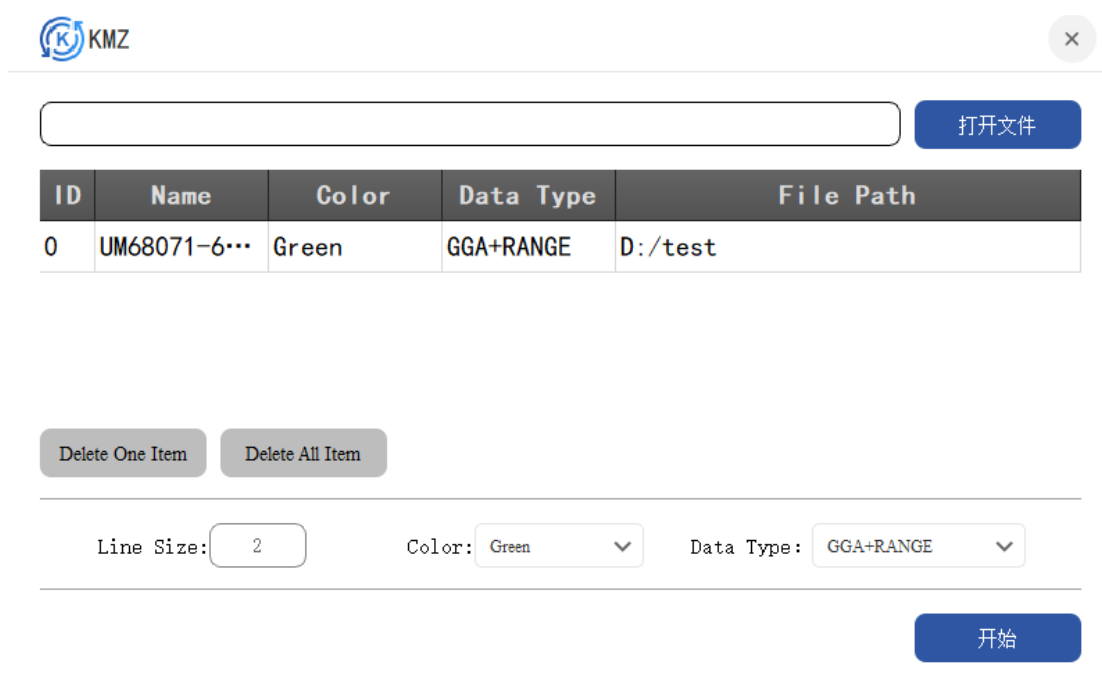 K KMZ
打开文件
ID Name Color Data Type File Path
0 UM68071-6··· Green GGA+RANGE D:/test
Delete One Item Delete All Item
Line Size: 2 Color: Green Data Type: GGA+RANGE
开始